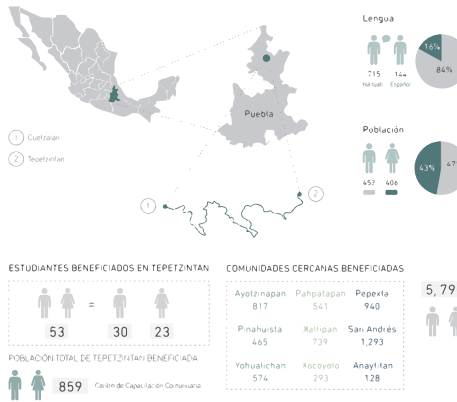 Lengua
16%
84%
715 144
Náhuatl Español
Puebla
1 Cuetzalan
2 Tepetzintan
Población
43%
47
453 406
1
2
ESTUDIANTES BENEFICIADOS EN TEPETZINTAN
53 = 30 23
POBLACIÓN TOTAL DE TEPETZINTAN BENEFICIADA
859 Centro de Capacitación Comunitaria
COMUNIDADES CERCANAS BENEFICIADAS
Ayotzinapan Pahpatapan Pepexta
817 541 940
Pinahuista Xaltipan San Andrés
465 739 1,293
Yohualichan Xocoyolo Anayitlan
574 293 128
5, 79